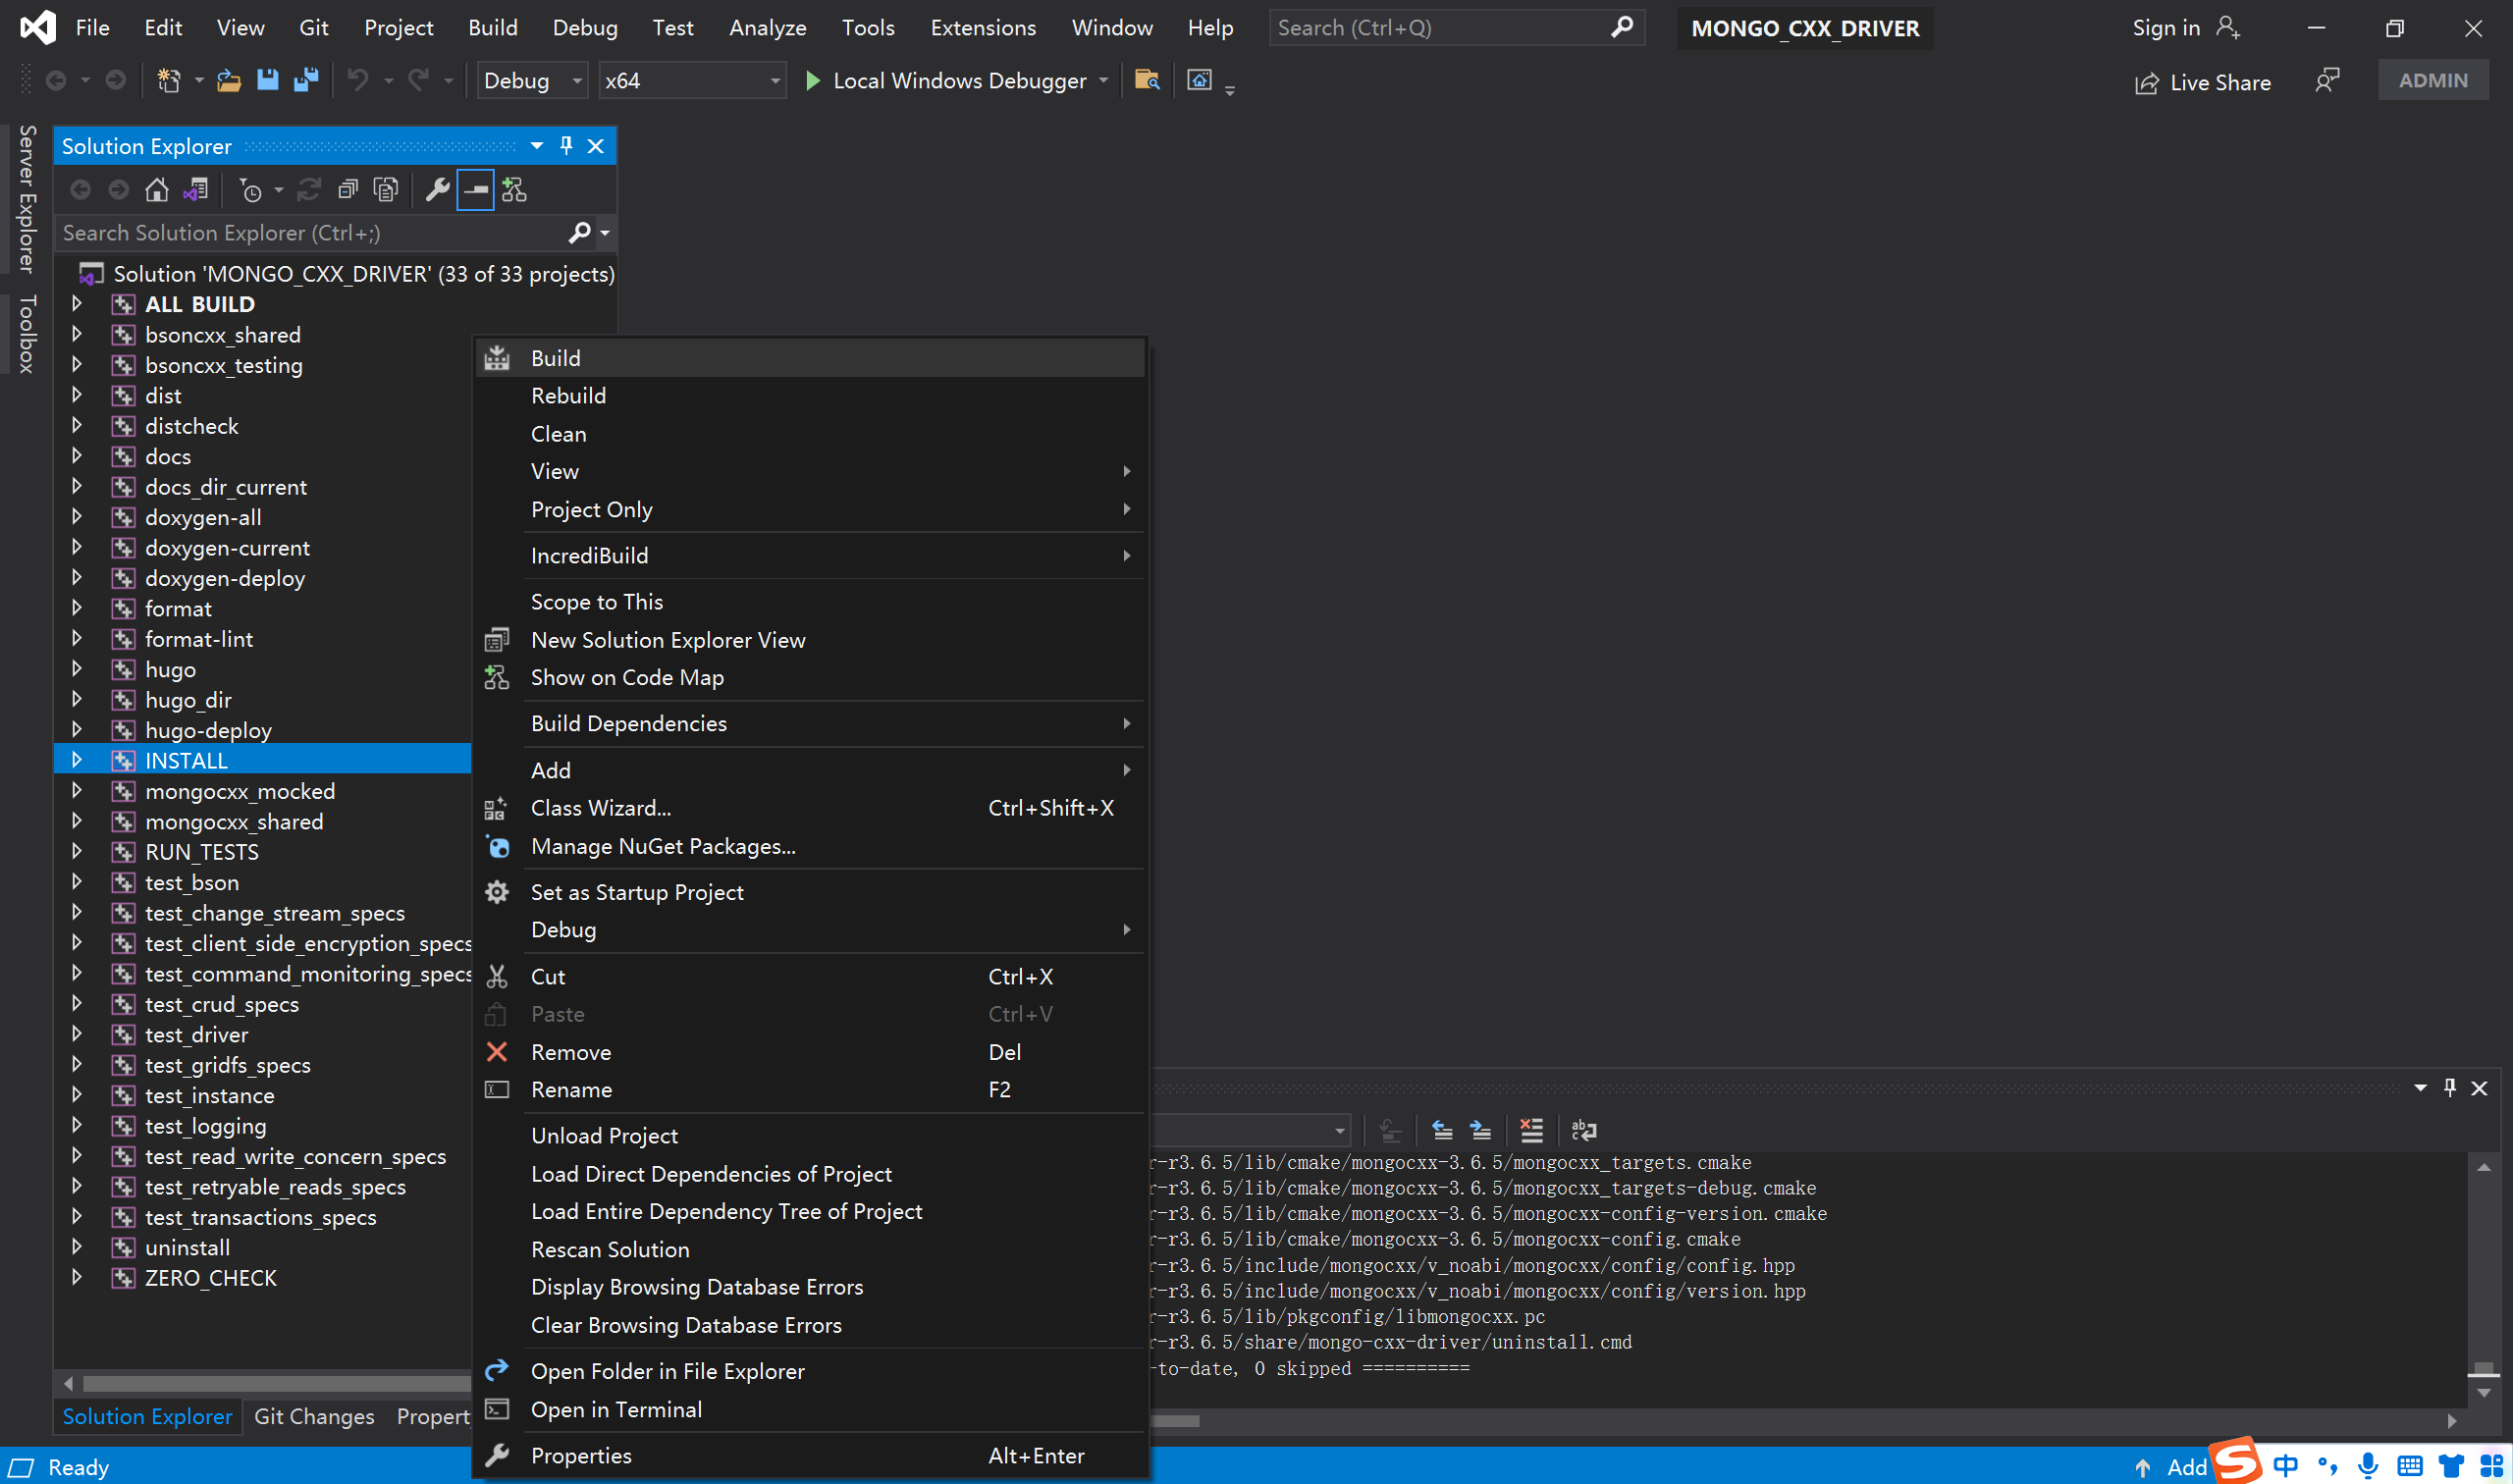 File Edit View Git Project Build Debug Test Analyze Tools Extensions Window Help Search (Ctrl+Q) MONGO_CXX_DRIVER Sign in
Debug x64 Local Windows Debugger Live Share ADMIN
Server Explorer
Toolbox
Solution Explorer
Search Solution Explorer (Ctrl+;)
Solution 'MONGO_CXX_DRIVER' (33 of 33 projects)
ALL_BUILD
bsoncxx_shared
bsoncxx_testing
dist
distcheck
docs
docs_dir_current
doxygen-all
doxygen-current
doxygen-deploy
format
format-lint
hugo
hugo_dir
hugo-deploy
INSTALL
mongocxx_mocked
mongocxx_shared
RUN_TESTS
test_bson
test_change_stream_specs
test_client_side_encryption_specs
test_command_monitoring_specs
test_crud_specs
test_driver
test_gridfs_specs
test_instance
test_logging
test_read_write_concern_specs
test_retryable_reads_specs
test_transactions_specs
uninstall
ZERO_CHECK
Solution Explorer Git Changes Propert
Build
Rebuild
Clean
View
Project Only
IncrediBuild
Scope to This
New Solution Explorer View
Show on Code Map
Build Dependencies
Add
Class Wizard... Ctrl+Shift+X
Manage NuGet Packages...
Set as Startup Project
Debug
Cut Ctrl+X
Paste Ctrl+V
Remove Del
Rename F2
Unload Project
Load Direct Dependencies of Project
Load Entire Dependency Tree of Project
Rescan Solution
Display Browsing Database Errors
Clear Browsing Database Errors
Open Folder in File Explorer
Open in Terminal
Properties Alt+Enter
r-r3.6.5/lib/cmake/mongocxx-3.6.5/mongocxx_targets.cmake
r-r3.6.5/lib/cmake/mongocxx-3.6.5/mongocxx_targets-debug.cmake
r-r3.6.5/lib/cmake/mongocxx-3.6.5/mongocxx-config-version.cmake
r-r3.6.5/lib/cmake/mongocxx-3.6.5/mongocxx-config.cmake
r-r3.6.5/include/mongocxx/v_noabi/mongocxx/config/config.hpp
r-r3.6.5/include/mongocxx/v_noabi/mongocxx/config/version.hpp
r-r3.6.5/lib/pkgconfig/libmongocxx.pc
r-r3.6.5/share/mongo-cxx-driver/uninstall.cmd
-to-date, 0 skipped ==========
Ready Add 中